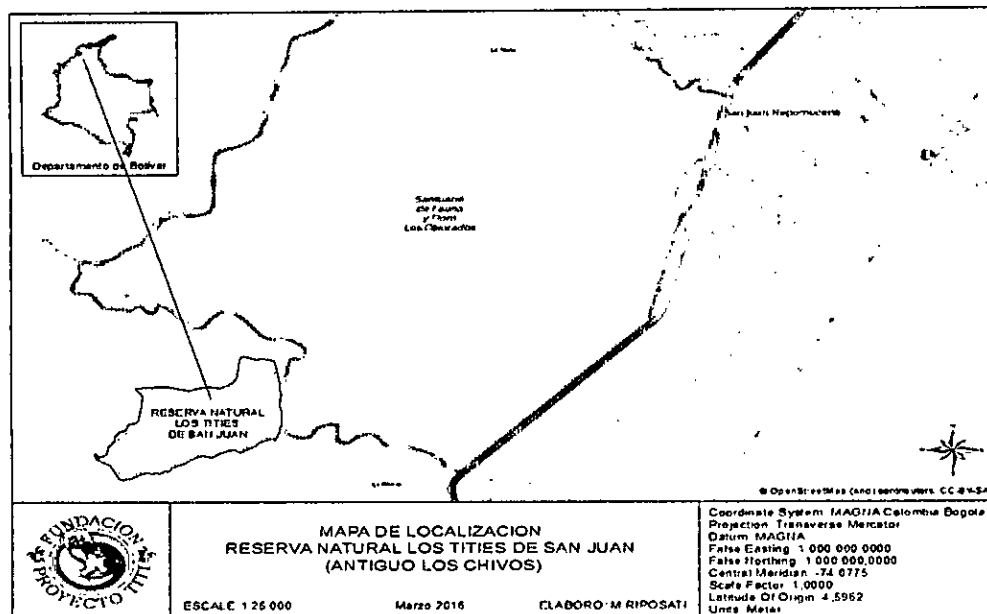 Departamento de Bolívar
San Juan Nepomuceno
Santuario
de Fauna
y Flora
Los Colorados
RESERVA NATURAL
LOS TITIES
DE SAN JUAN
© OpenStreetMap (and) contributors, CC-BY-SA
FUNDACION
PROYECTO TITI
MAPA DE LOCALIZACION
RESERVA NATURAL LOS TITIES DE SAN JUAN
(ANTIGUO LOS CHIVOS)
ESCALE 1:25 000
Marzo 2016
ELABORO: M RIPOSATI
Coordinate System: MAGNA Colombia Bogota
Projection: Transverse Mercator
Datum: MAGNA
False Easting: 1 000 000,0000
False Northing: 1 000 000,0000
Central Meridian: -74,0775
Scale Factor: 1,0000
Latitude Of Origin: 4,5962
Units: Meter